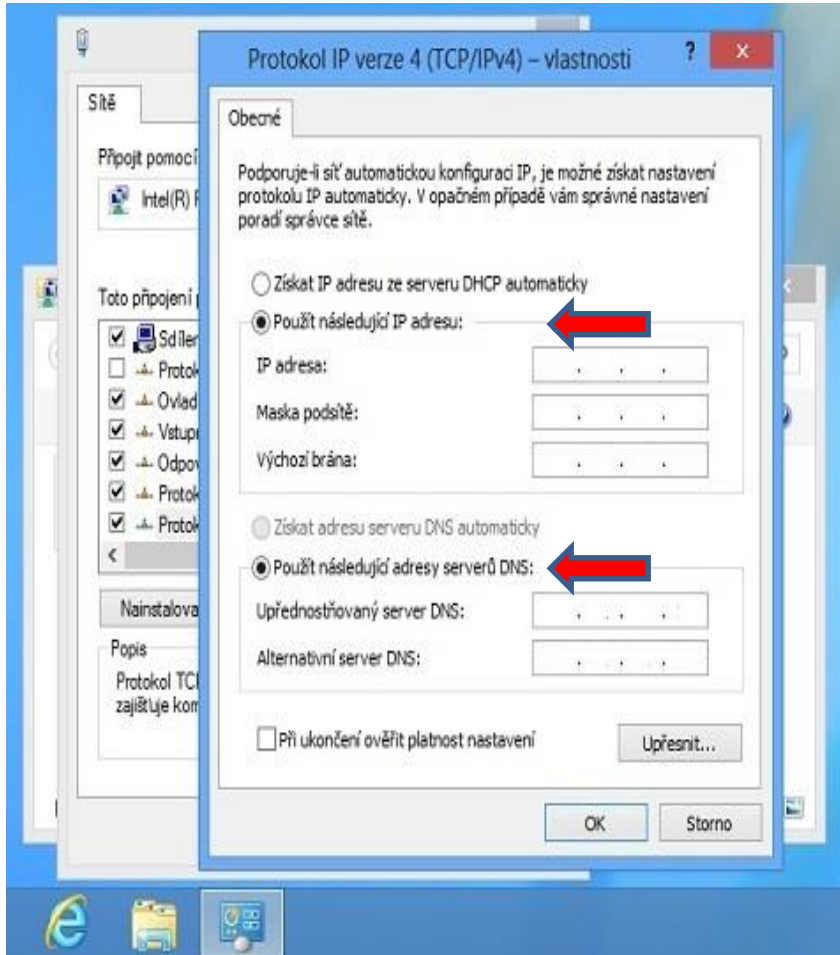 Protokol IP verze 4 (TCP/IPv4) – vlastnosti
?
x
Sítě
Připojit pomocí
Intel(R)
Toto připojení
Obecné
Podporuje-li síť automatickou konfiguraci IP, je možné získat nastavení
protokolu IP automaticky. V opačném případě vám správné nastavení
poradí správce sítě.
Získat IP adresu ze serveru DHCP automaticky
Použít následující IP adresu:
IP adresa:
Maska podsítě:
Výchozí brána:
Získat adresu serveru DNS automaticky
Použít následující adresy serverů DNS:
Upřednostňovaný server DNS:
Alternativní server DNS:
Při ukončení ověřit platnost nastavení
Upřesnit...
OK
Storno
Popis
Protokol
zajišťuje